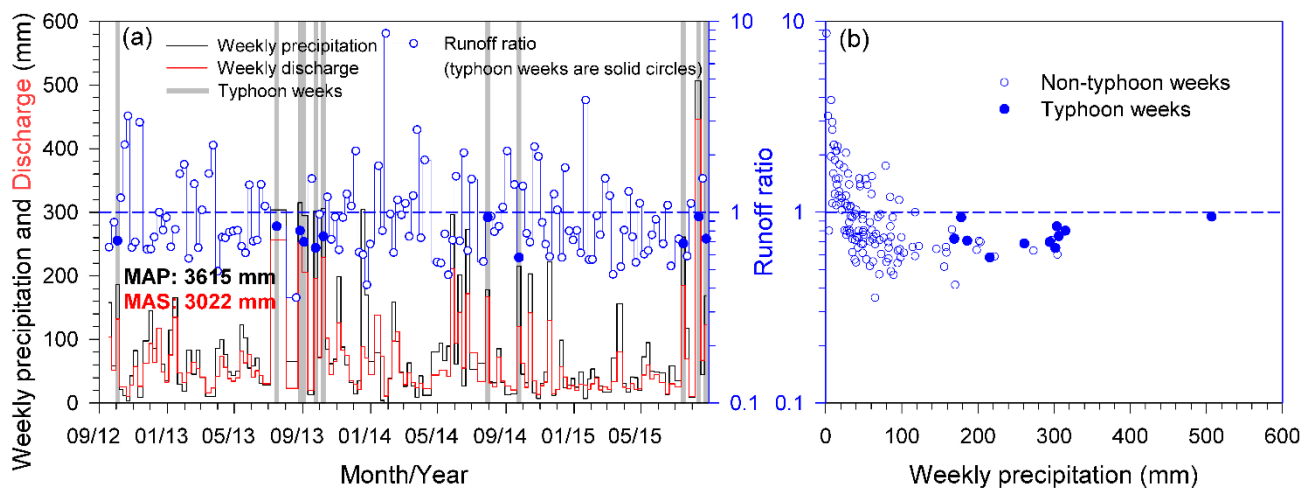 (a)
Weekly precipitation
Weekly discharge
Typhoon weeks
Runoff ratio
(typhoon weeks are solid circles)
MAP: 3615 mm
MAS: 3022 mm
Weekly precipitation and Discharge (mm)
600
500
400
300
200
100
0
09/12 01/13 05/13 09/13 01/14 05/14 09/14 01/15 05/15
Month/Year
10
1
0.1
Runoff ratio
(b)
Non-typhoon weeks
Typhoon weeks
10
1
0.1
0 100 200 300 400 500 600
Weekly precipitation (mm)